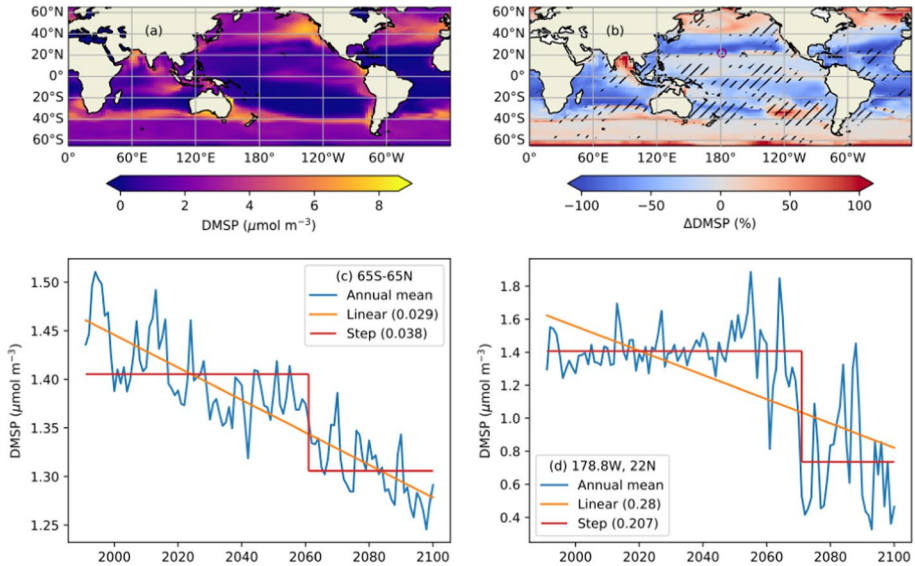 60°N
40°N
20°N
0°
20°S
40°S
60°S
(a)
0° 60°E 120°E 180° 120°W 60°W
0 2 4 6 8
DMSP (μmol m⁻³)
60°N
40°N
20°N
0°
20°S
40°S
60°S
(b)
0° 60°E 120°E 180° 120°W 60°W
−100 −50 0 50 100
ΔDMSP (%)
DMSP (μmol m⁻³)
1.50
1.45
1.40
1.35
1.30
1.25
(c) 65S-65N
Annual mean
Linear (0.029)
Step (0.038)
2000 2020 2040 2060 2080 2100
DMSP (μmol m⁻³)
1.8
1.6
1.4
1.2
1.0
0.8
0.6
0.4
(d) 178.8W, 22N
Annual mean
Linear (0.28)
Step (0.207)
2000 2020 2040 2060 2080 2100